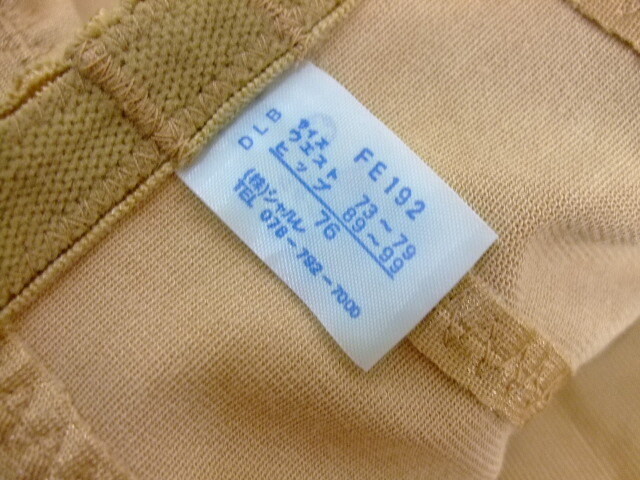 FE192
サイズ
ウエスト 73～79
ヒップ 89～99
76
DLB
(株)シャルレ
TEL 078-792-7000